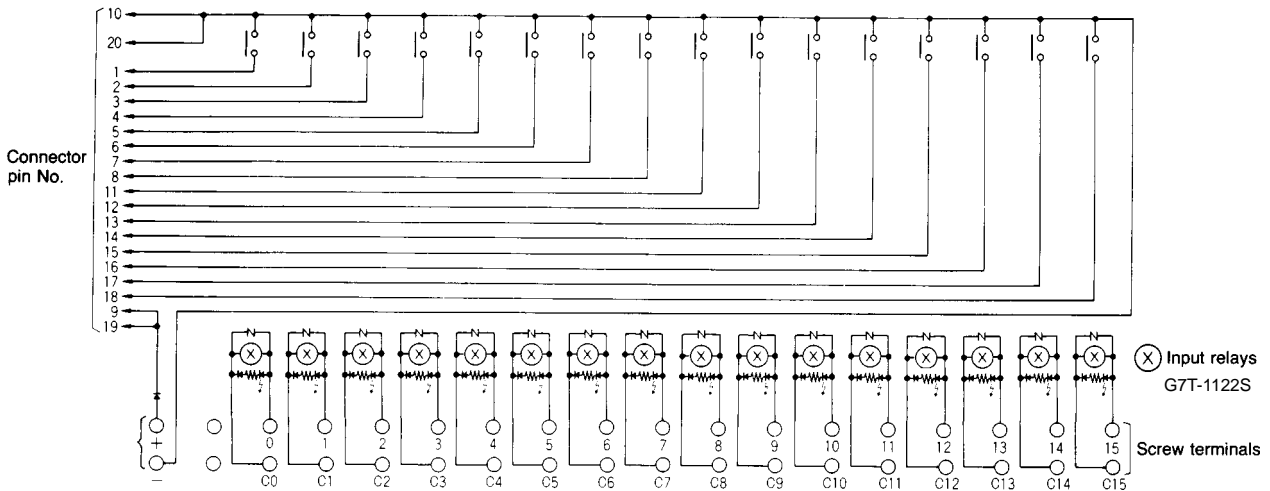 10
20
1
2
3
4
5
6
7
8
11
12
13
14
15
16
17
18
9
19
Connector
pin No.
N N N N N N N N N N N N N N N N
X X X X X X X X X X X X X X X X
X Input relays
G7T-1122S
+ 0 1 2 3 4 5 6 7 8 9 10 11 12 13 14 15
Screw terminals
− C0 C1 C2 C3 C4 C5 C6 C7 C8 C9 C10 C11 C12 C13 C14 C15